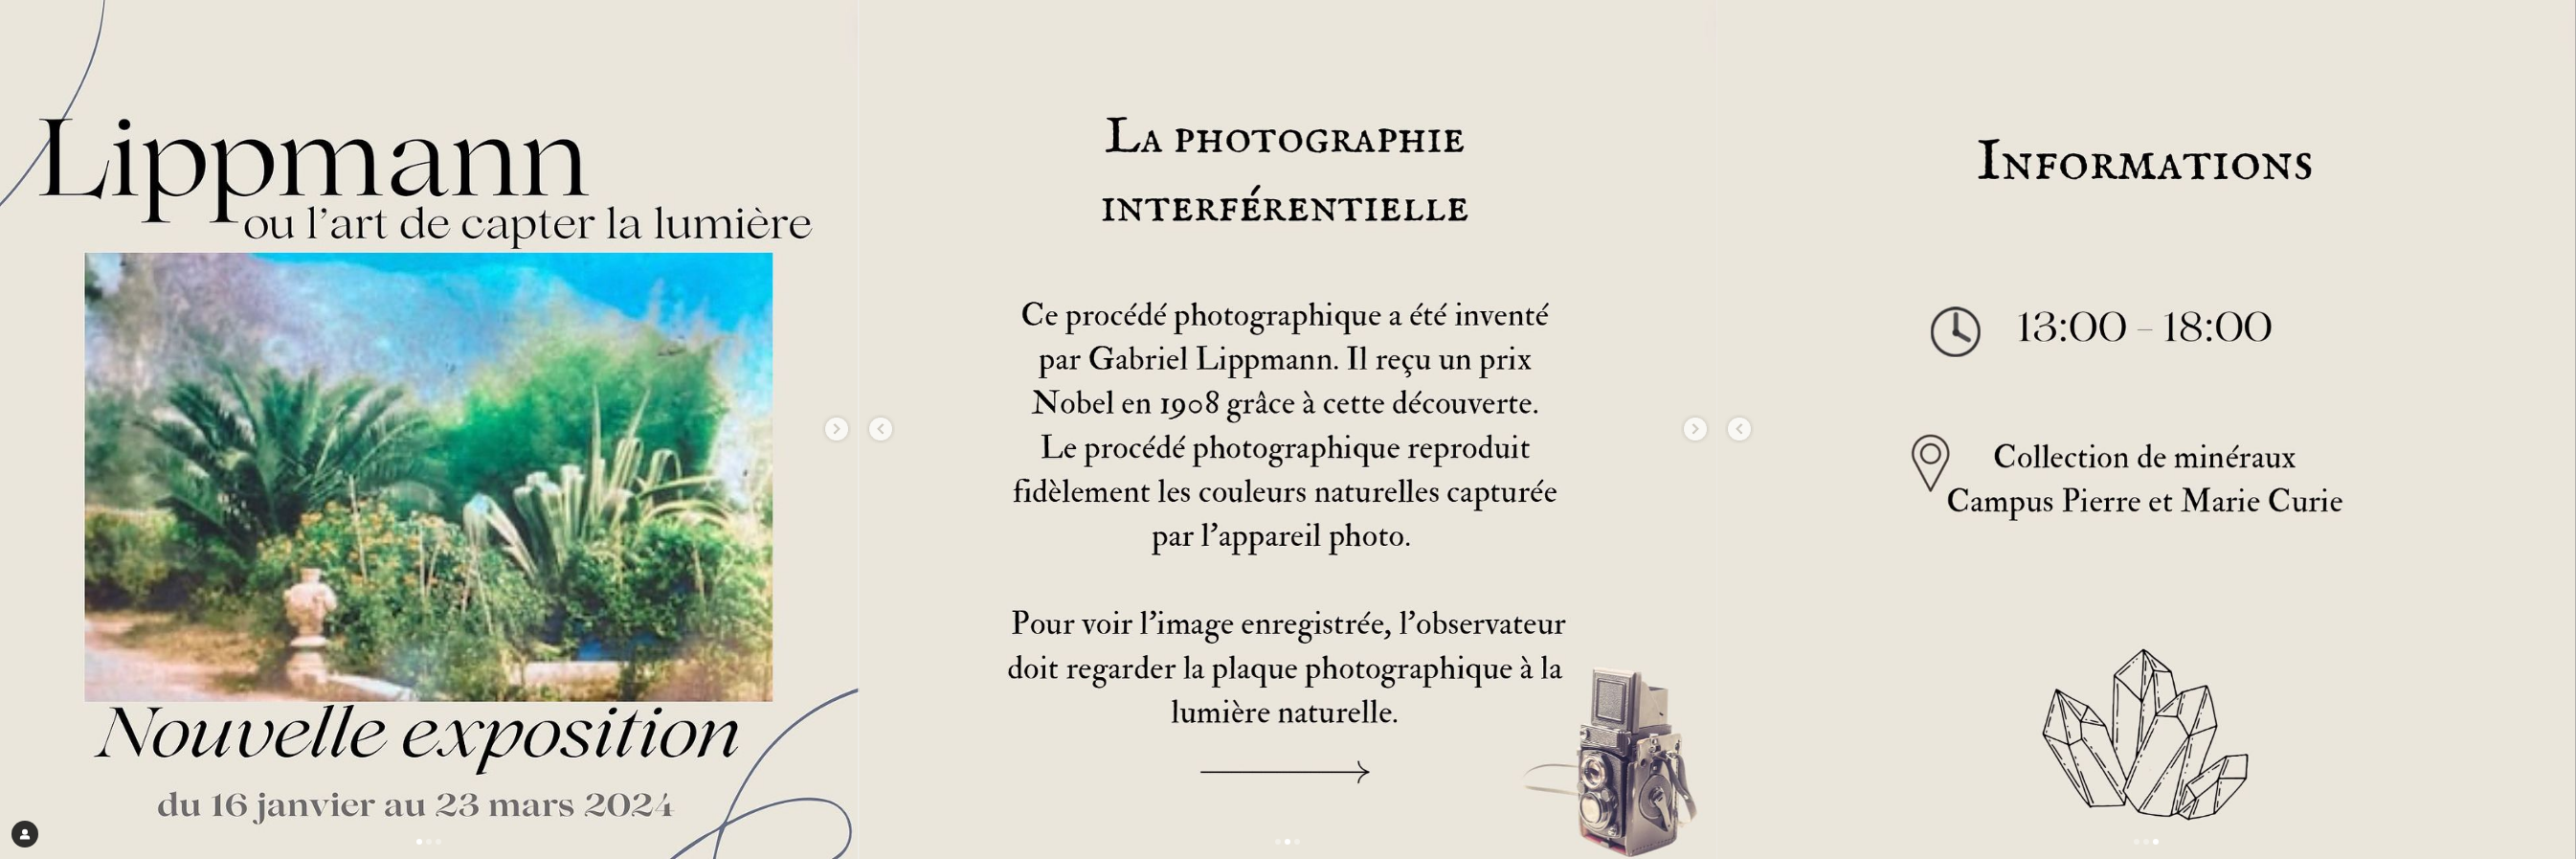 Lippmann
ou l’art de capter la lumière
Nouvelle exposition
du 16 janvier au 23 mars 2024
La photographie
interférentielle
Ce procédé photographique a été inventé
par Gabriel Lippmann. Il reçu un prix
Nobel en 1908 grâce à cette découverte.
Le procédé photographique reproduit
fidèlement les couleurs naturelles capturée
par l’appareil photo.
Pour voir l’image enregistrée, l’observateur
doit regarder la plaque photographique à la
lumière naturelle.
Informations
13:00 – 18:00
Collection de minéraux
Campus Pierre et Marie Curie